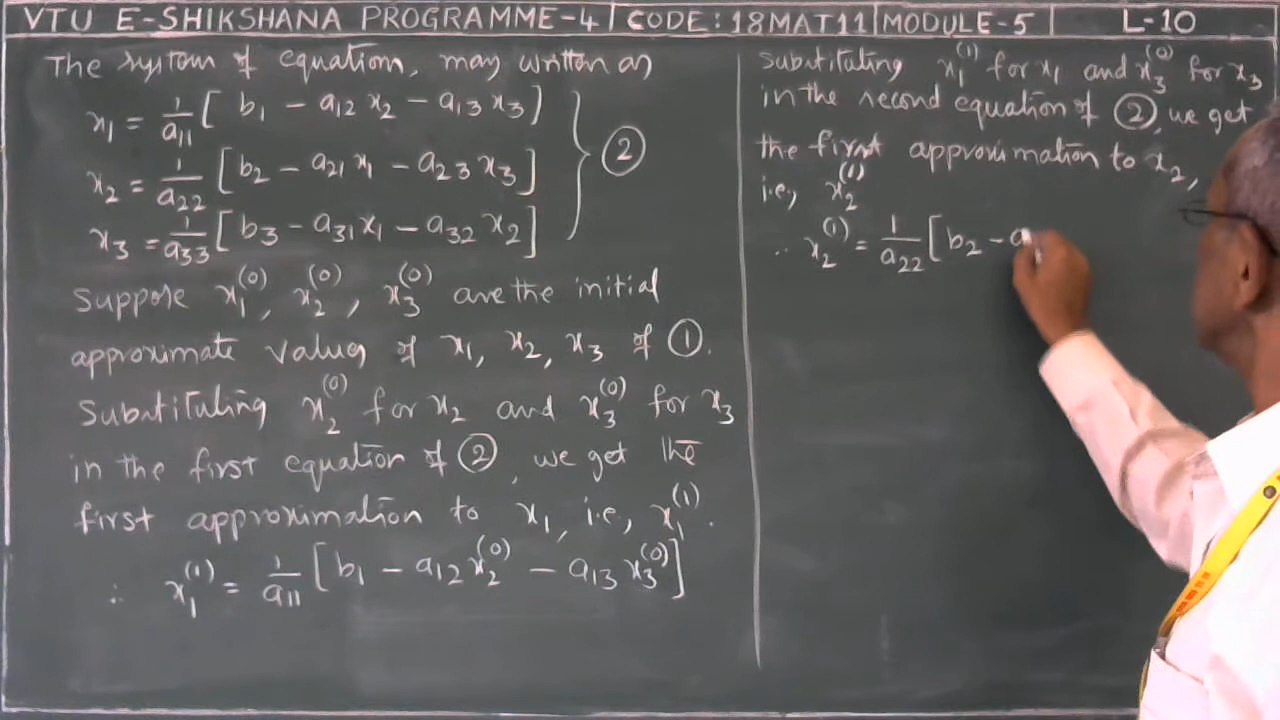 VTU E-SHIKSHANA PROGRAMME-4 | CODE: 18MAT11 | MODULE-5 | L-10
The system of equation, may written as
x₁ = 1/a₁₁ [ b₁ - a₁₂ x₂ - a₁₃ x₃ ]
x₂ = 1/a₂₂ [ b₂ - a₂₁ x₁ - a₂₃ x₃ ] ②
x₃ = 1/a₃₃ [ b₃ - a₃₁ x₁ - a₃₂ x₂ ]
Suppose x₁⁽⁰⁾, x₂⁽⁰⁾, x₃⁽⁰⁾ are the initial
approximate values of x₁, x₂, x₃ of ①.
Substituting x₂⁽⁰⁾ for x₂ and x₃⁽⁰⁾ for x₃
in the first equation of ②, we get the
first approximation to x₁, i.e., x₁⁽¹⁾.
∴ x₁⁽¹⁾ = 1/a₁₁ [ b₁ - a₁₂ x₂⁽⁰⁾ - a₁₃ x₃⁽⁰⁾ ]
Substituting x₁⁽¹⁾ for x₁ and x₃⁽⁰⁾ for x₃
in the second equation of ②, we get
the first approximation to x₂,
i.e., x₂⁽¹⁾
∴ x₂⁽¹⁾ = 1/a₂₂ [ b₂ - a